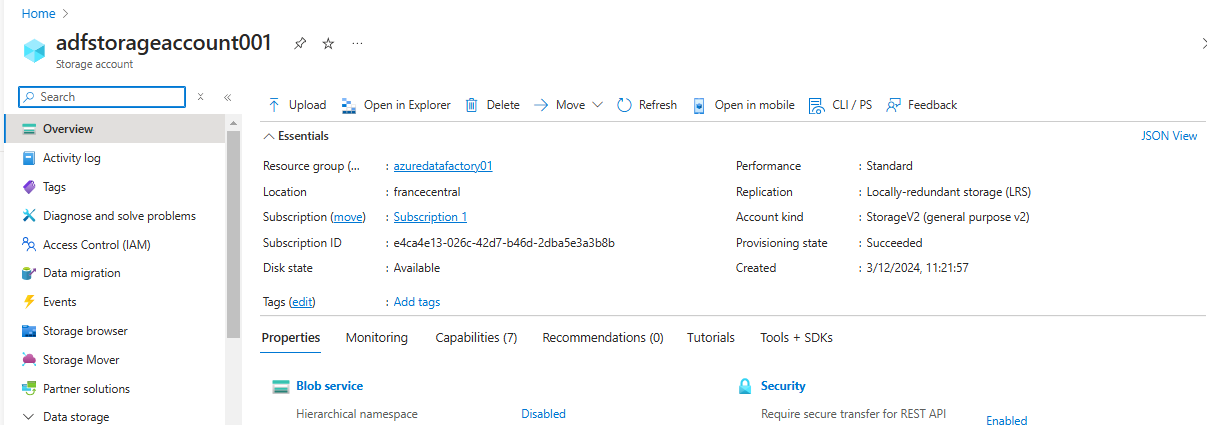 Home >
adfstorageaccount001 ...
Storage account
Search
Overview
Activity log
Tags
Diagnose and solve problems
Access Control (IAM)
Data migration
Events
Storage browser
Storage Mover
Partner solutions
Data storage
Upload Open in Explorer Delete Move Refresh Open in mobile CLI / PS Feedback
Essentials JSON View
Resource group (... : azuredatafactory01
Location : francecentral
Subscription (move) : Subscription 1
Subscription ID : e4ca4e13-026c-42d7-b46d-2dba5e3a3b8b
Disk state : Available
Tags (edit) : Add tags
Performance : Standard
Replication : Locally-redundant storage (LRS)
Account kind : StorageV2 (general purpose v2)
Provisioning state : Succeeded
Created : 3/12/2024, 11:21:57
Properties Monitoring Capabilities (7) Recommendations (0) Tutorials Tools + SDKs
Blob service
Hierarchical namespace Disabled
Security
Require secure transfer for REST API Enabled